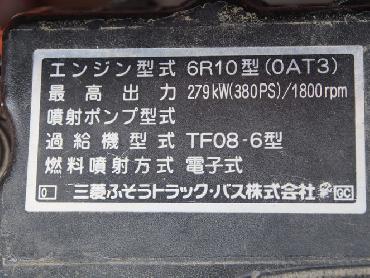 エンジン型式 6R10型(0AT3)
最高出力 279kW(380PS)/1800rpm
噴射ポンプ型式
過給機型式 TF08-6型
燃料噴射方式 電子式
0 三菱ふそうトラック・バス株式会社 GC